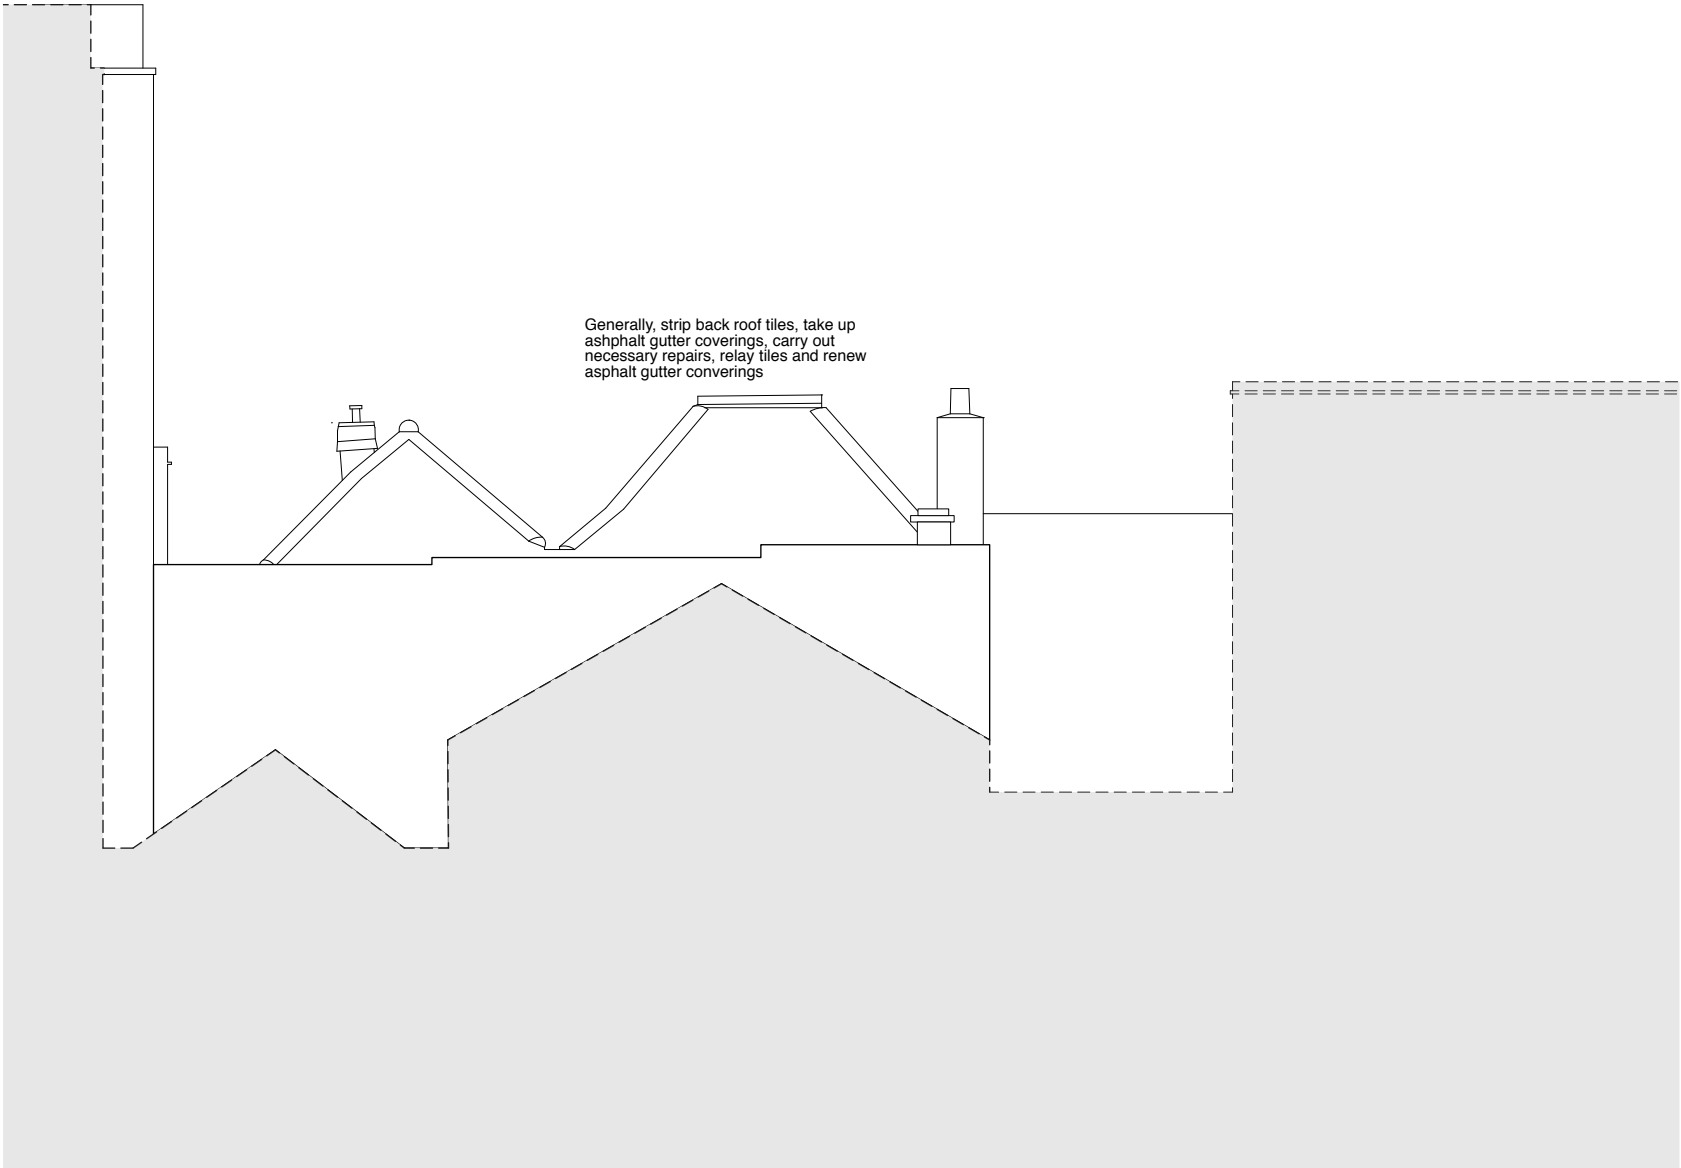 Generally, strip back roof tiles, take up
ashphalt gutter coverings, carry out
necessary repairs, relay tiles and renew
asphalt gutter converings